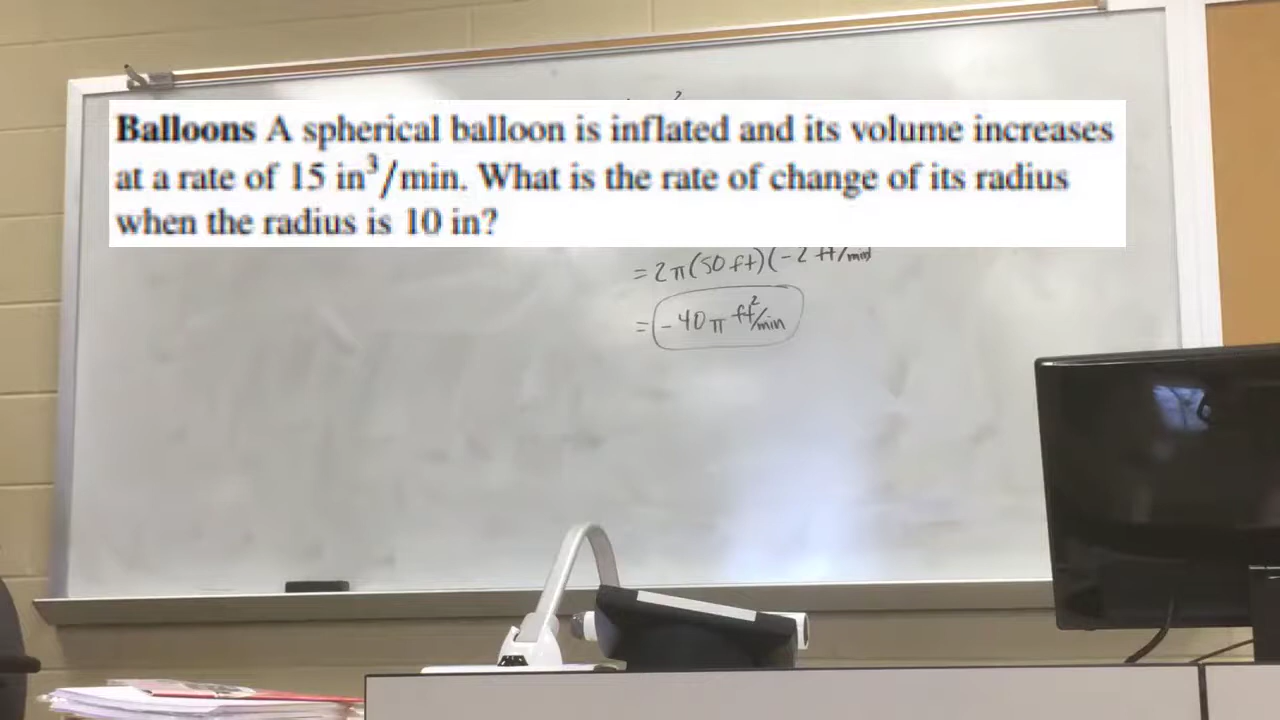 2
Balloons A spherical balloon is inflated and its volume increases
at a rate of 15 in³/min. What is the rate of change of its radius
when the radius is 10 in?
= 2π(50 ft)(-2 ft/min
= -40π ft²/min